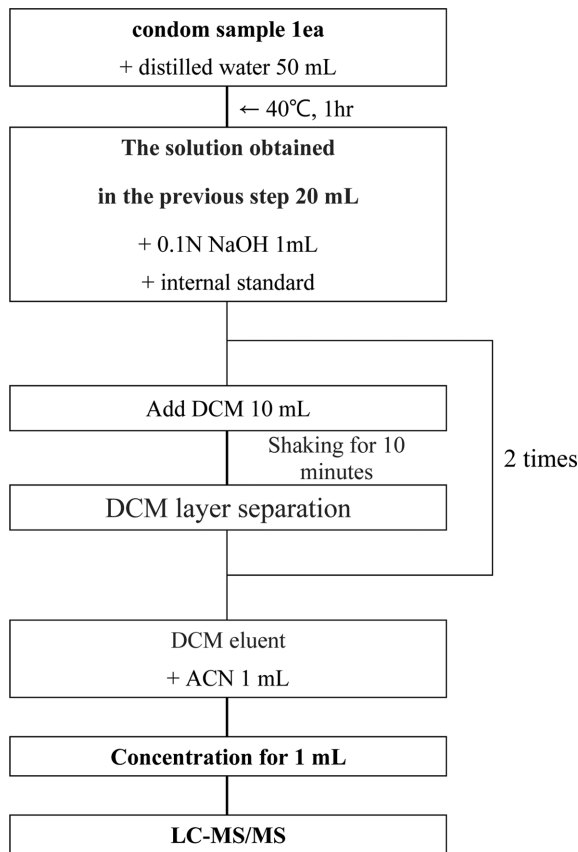 condom sample 1ea
+ distilled water 50 mL
← 40℃, 1hr
The solution obtained
in the previous step 20 mL
+ 0.1N NaOH 1mL
+ internal standard
Add DCM 10 mL
Shaking for 10
minutes
2 times
DCM layer separation
DCM eluent
+ ACN 1 mL
Concentration for 1 mL
LC-MS/MS